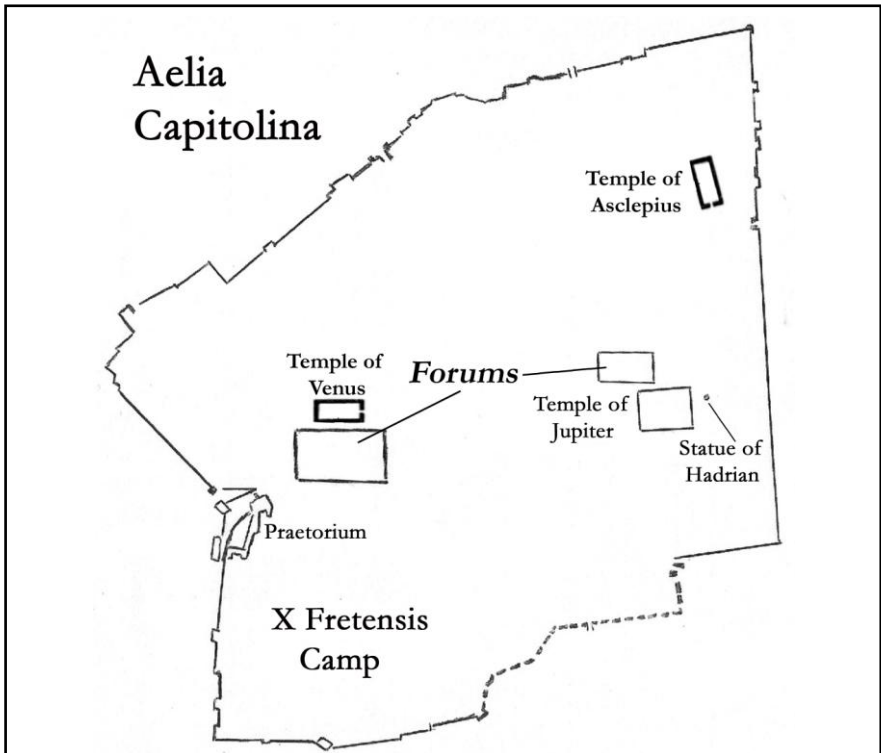 Aelia
Capitolina
Temple of
Asclepius
Temple of
Venus
Forums
Temple of
Jupiter
Statue of
Hadrian
Praetorium
X Fretensis
Camp